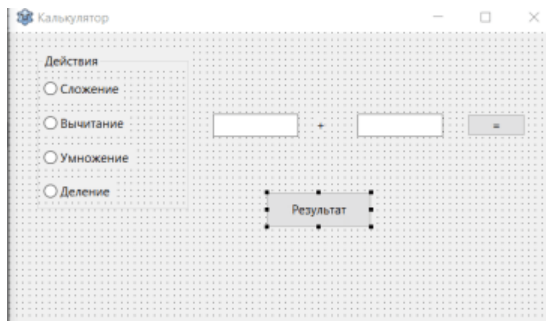 Калькулятор
Действия
Сложение
Вычитание
+
=
Умножение
Деление
Результат